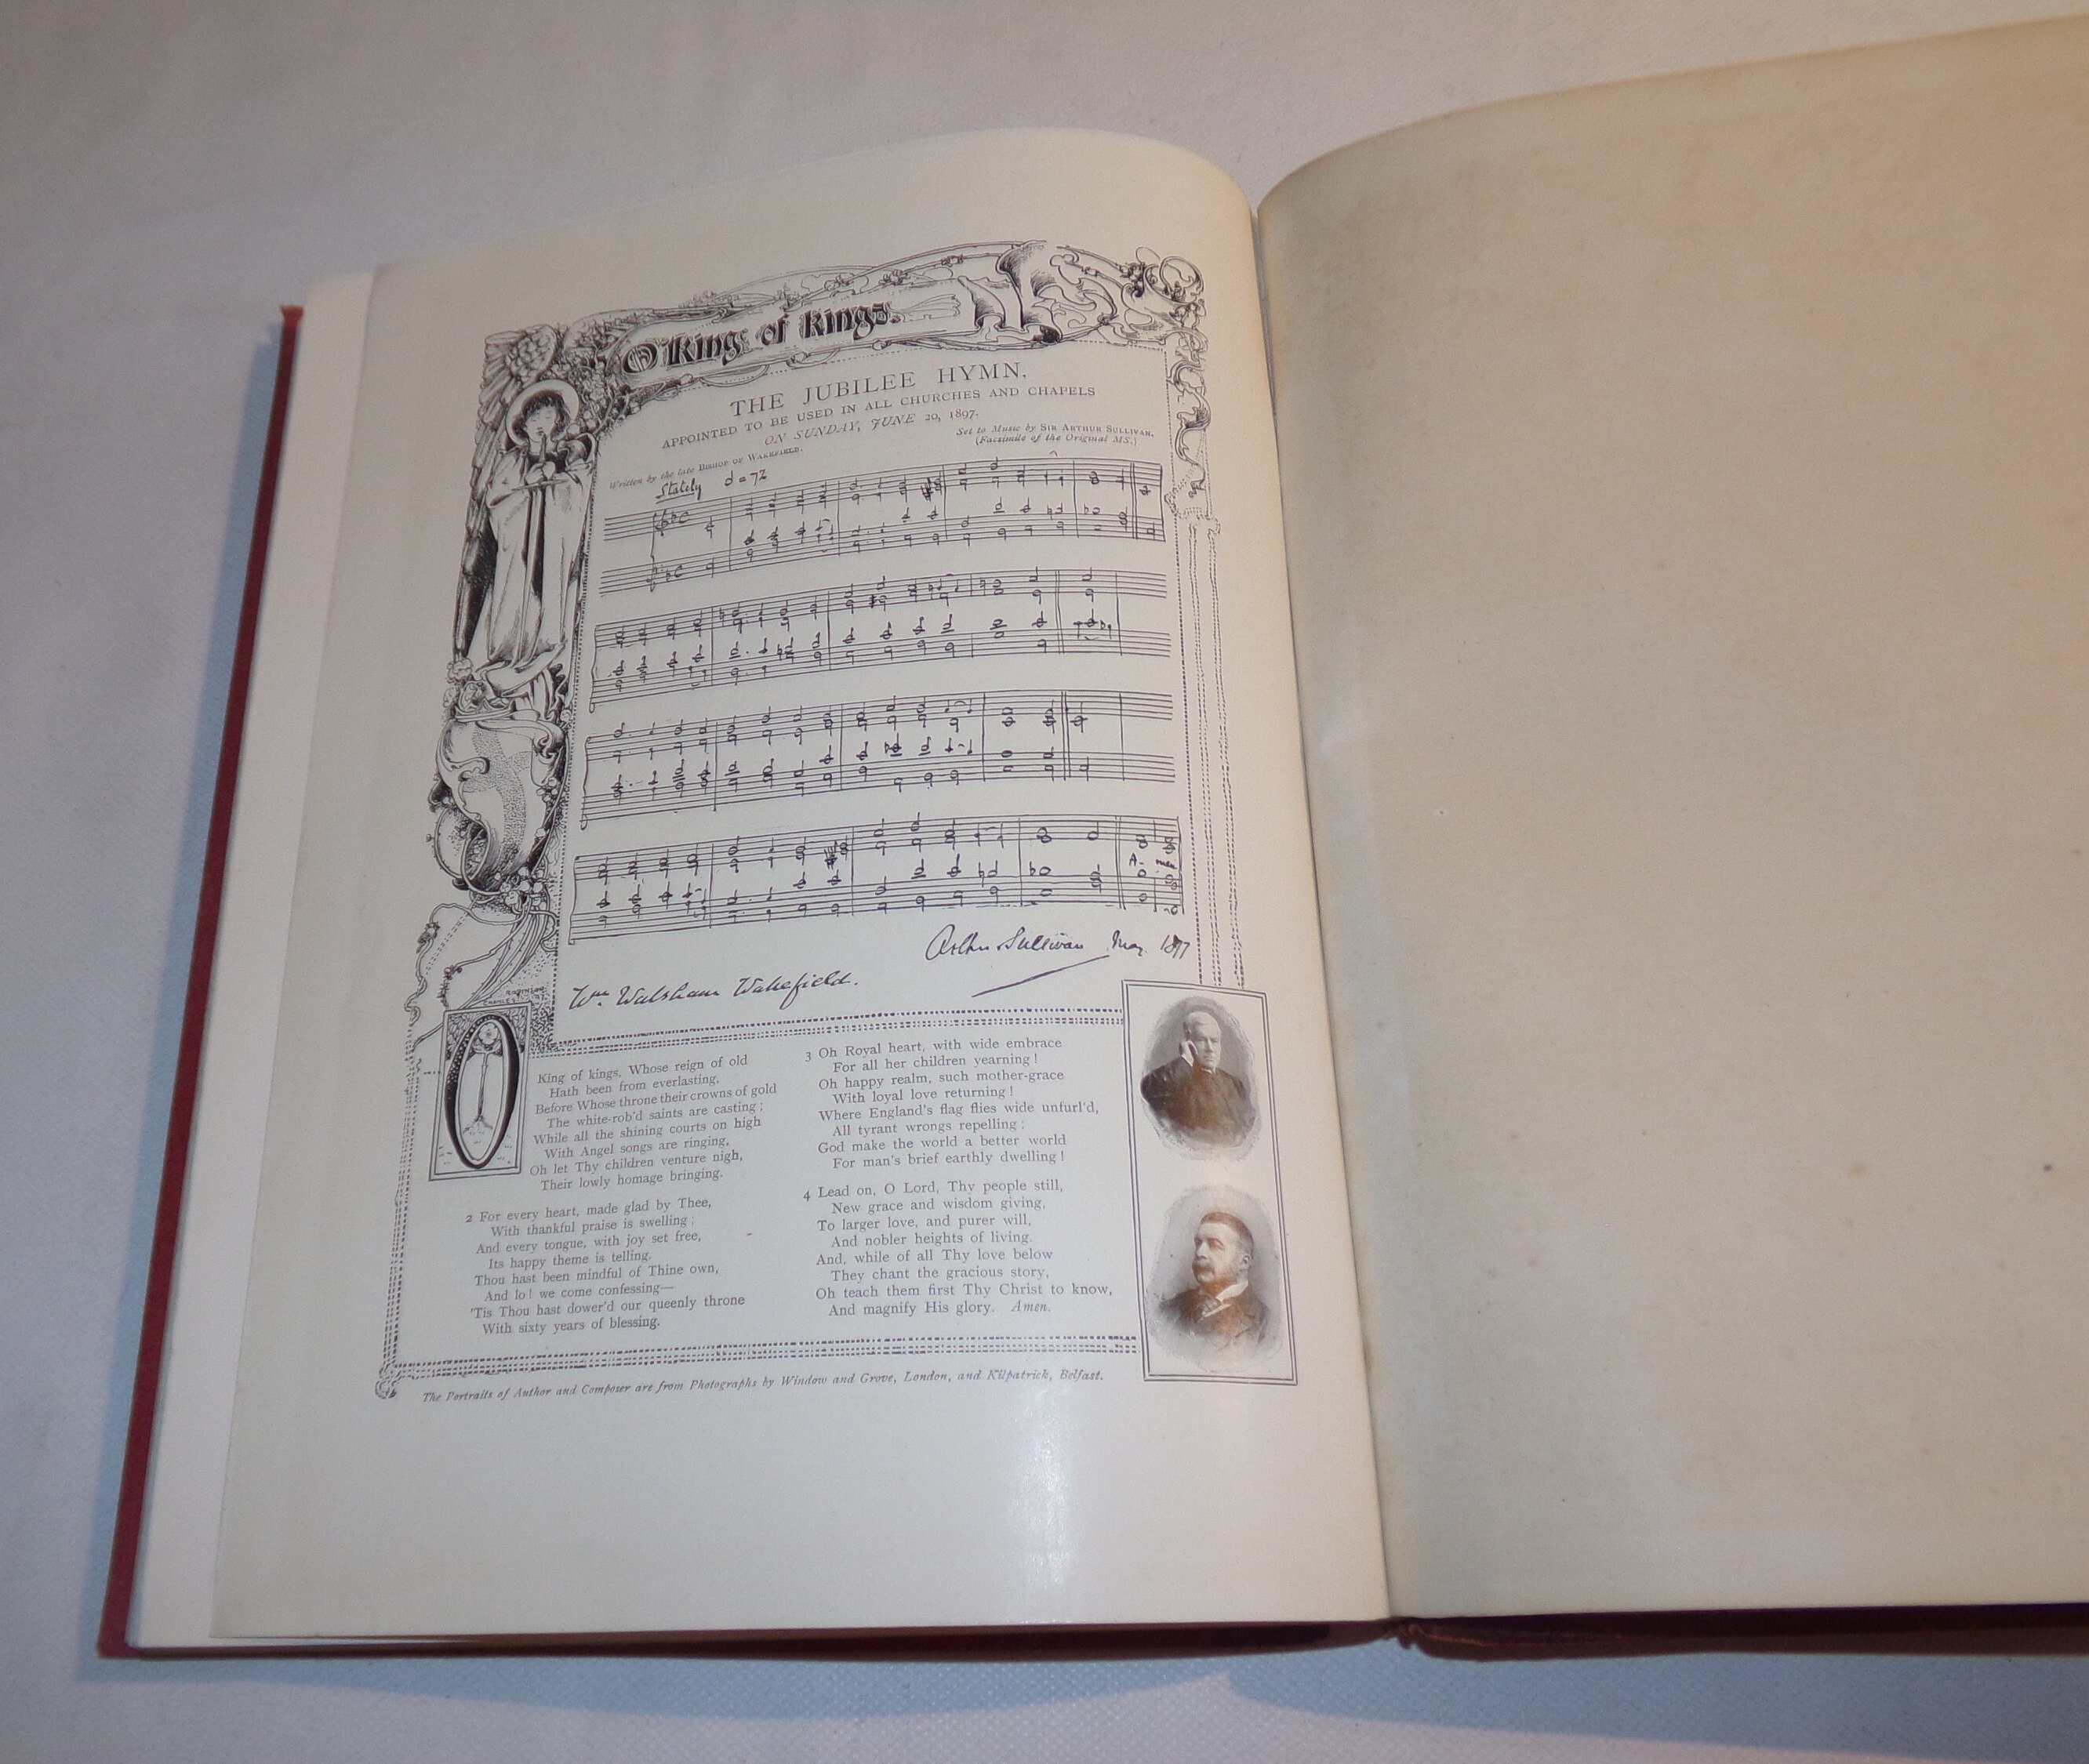 O King of Kings.
THE JUBILEE HYMN.
APPOINTED TO BE USED IN ALL CHURCHES AND CHAPELS
ON SUNDAY, JUNE 20, 1897.
Written by the late BISHOP OF WAKEFIELD.
Set to Music by SIR ARTHUR SULLIVAN.
(Facsimile of the Original MS.)
Stately d = 72
A- men
Arthur Sullivan May 1897
Wm. Walsham Wakefield.
CHARLES ROBINSON 97
O
King of kings, Whose reign of old
Hath been from everlasting,
Before Whose throne their crowns of gold
The white-rob'd saints are casting;
While all the shining courts on high
With Angel songs are ringing,
Oh let Thy children venture nigh,
Their lowly homage bringing.
2 For every heart, made glad by Thee,
With thankful praise is swelling;
And every tongue, with joy set free,
Its happy theme is telling.
Thou hast been mindful of Thine own,
And lo! we come confessing—
'Tis Thou hast dower'd our queenly throne
With sixty years of blessing.
3 Oh Royal heart, with wide embrace
For all her children yearning!
Oh happy realm, such mother-grace
With loyal love returning!
Where England's flag flies wide unfurl'd,
All tyrant wrongs repelling;
God make the world a better world
For man's brief earthly dwelling!
4 Lead on, O Lord, Thy people still,
New grace and wisdom giving,
To larger love, and purer will,
And nobler heights of living.
And, while of all Thy love below
They chant the gracious story,
Oh teach them first Thy Christ to know,
And magnify His glory. Amen.
The Portraits of Author and Composer are from Photographs by Window and Grove, London, and Kilpatrick, Belfast.